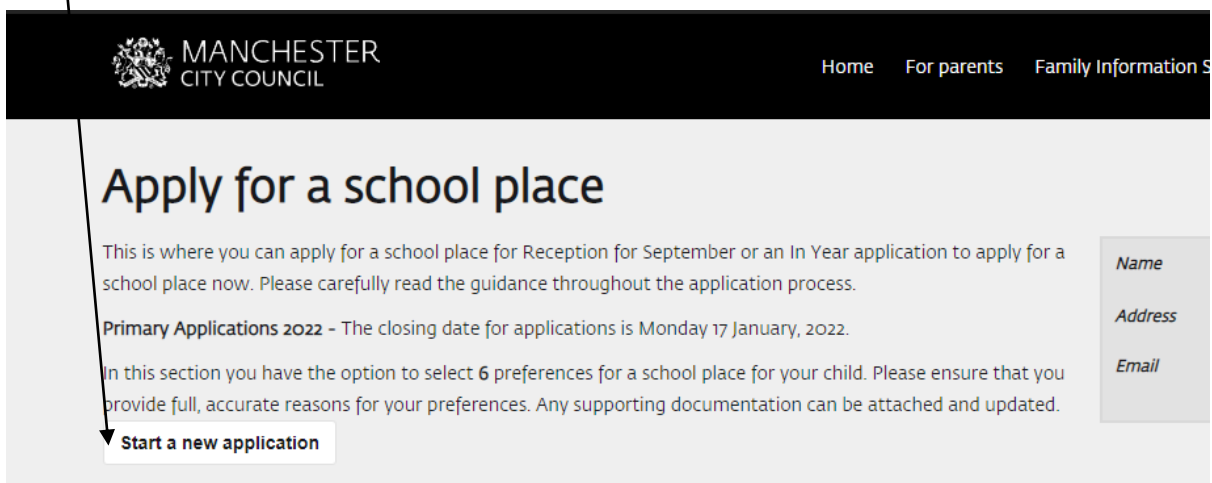 MANCHESTER
CITY COUNCIL
Home For parents Family Information S
Apply for a school place
This is where you can apply for a school place for Reception for September or an In Year application to apply for a
school place now. Please carefully read the guidance throughout the application process.
Primary Applications 2022 - The closing date for applications is Monday 17 January, 2022.
In this section you have the option to select 6 preferences for a school place for your child. Please ensure that you
provide full, accurate reasons for your preferences. Any supporting documentation can be attached and updated.
Start a new application
Name
Address
Email